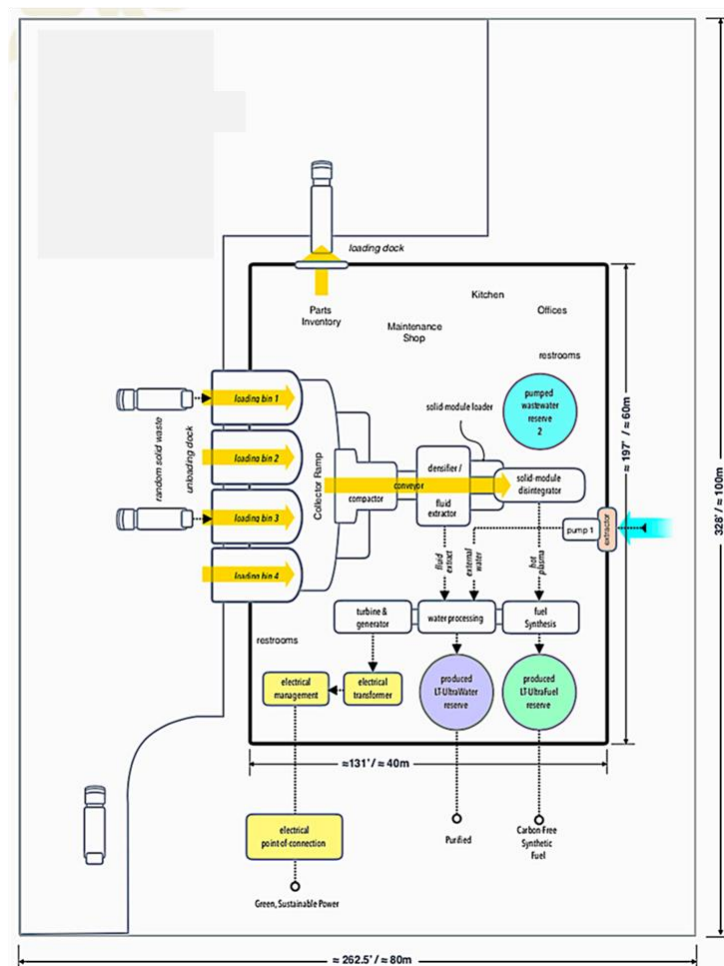 loading dock
Parts
Inventory
Kitchen
Offices
Maintenance
Shop
restrooms
pumped
wastewater
reserve
2
≈ 197' / ≈ 60m
328' / ≈ 100m
random solid waste
unloading dock
loading bin 1
loading bin 2
loading bin 3
loading bin 4
Collector Ramp
compactor
conveyor
solid-module loader
densifier /
fluid
extractor
solid-module
disintegrator
pump 1
extractor
fluid
extract
external
water
hot
plasma
turbine &
generator
water processing
fuel
Synthesis
restrooms
electrical
management
electrical
transformer
produced
LT-UltraWater
reserve
produced
LT-UltraFuel
reserve
≈131' / ≈ 40m
electrical
point-of-connection
Purified
Carbon-Free
Synthetic
Fuel
Green, Sustainable Power
≈ 262.5' / ≈ 80m